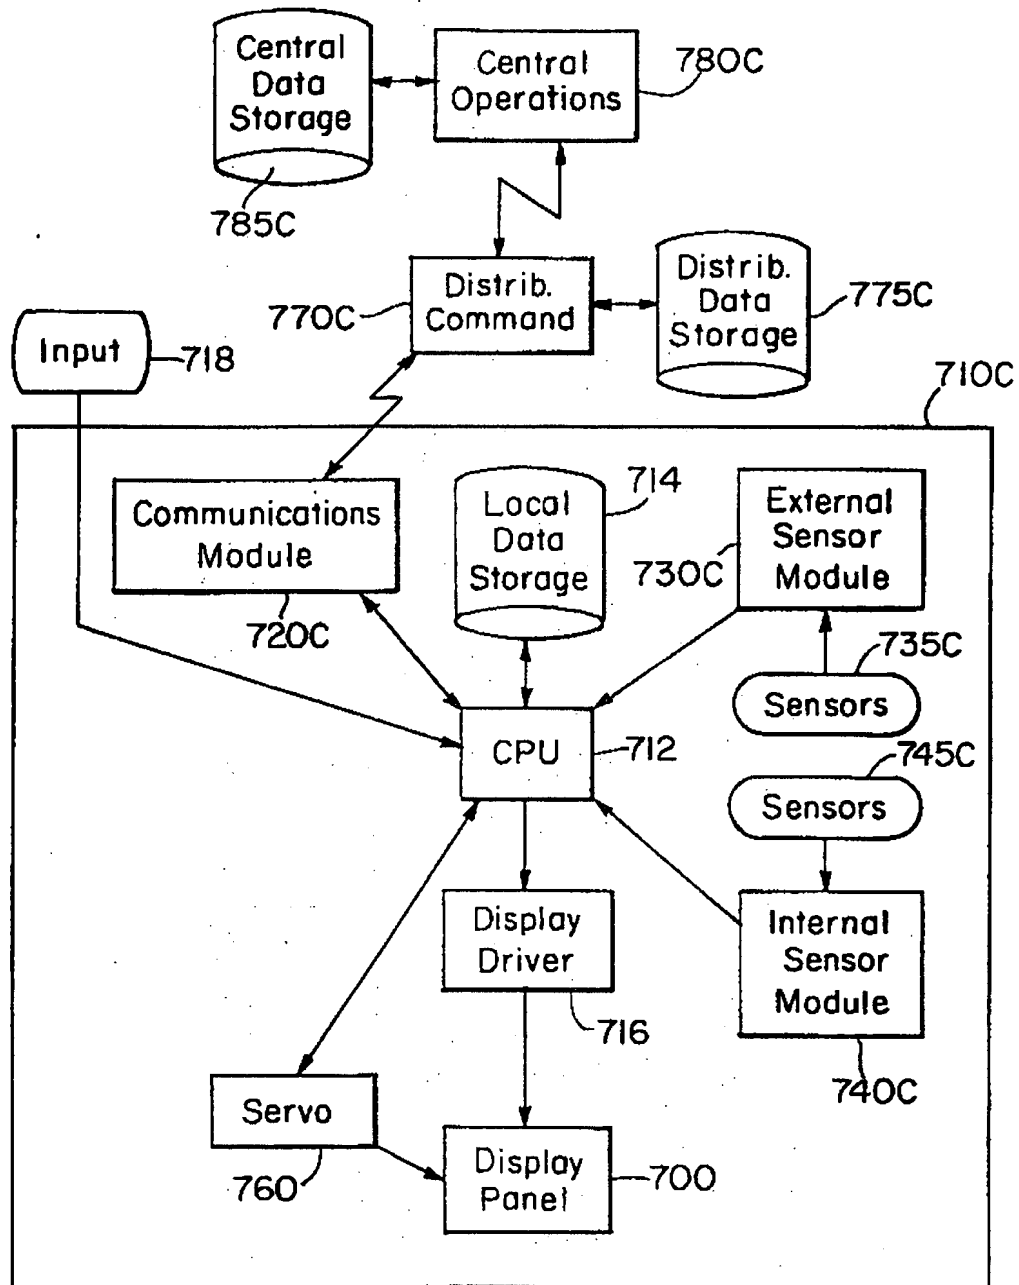 Central
Data
Storage
785C
Central
Operations
780C
Distrib.
Command
770C
Distrib.
Data
Storage
775C
Input
718
710C
Communications
Module
720C
Local
Data
Storage
714
External
Sensor
Module
730C
735C
Sensors
CPU
712
745C
Sensors
Display
Driver
716
Internal
Sensor
Module
740C
Servo
760
Display
Panel
700